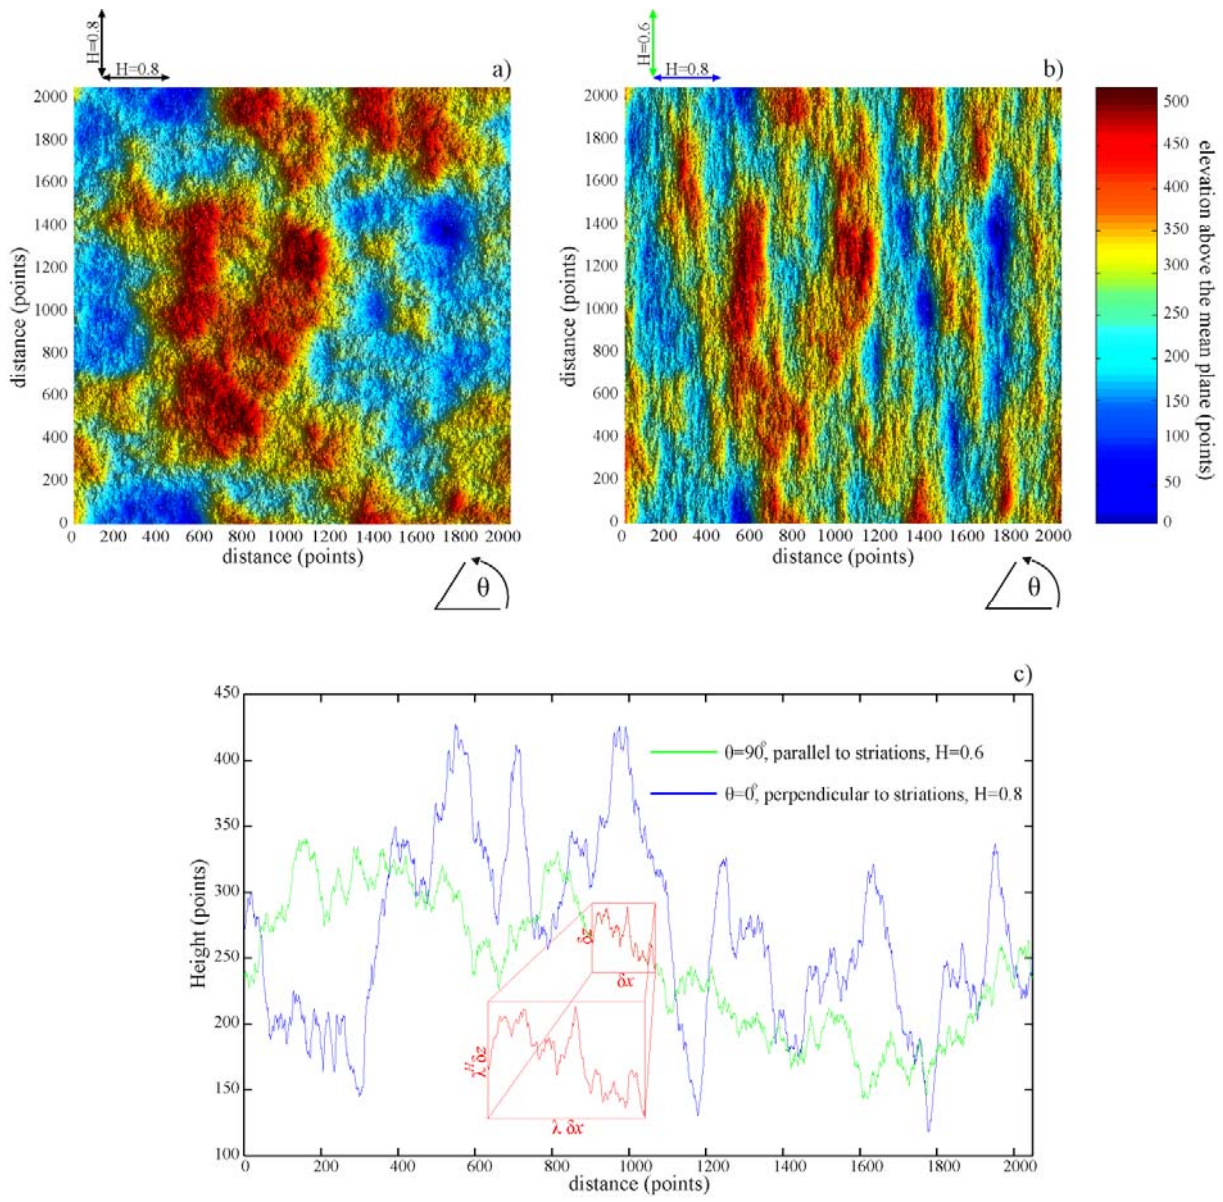 H=0.8
H=0.8
a)
H=0.6
H=0.8
b)
2000
1800
1600
1400
1200
1000
800
600
400
200
0
distance (points)
0 200 400 600 800 1000 1200 1400 1600 1800 2000
distance (points)
θ
2000
1800
1600
1400
1200
1000
800
600
400
200
0
distance (points)
0 200 400 600 800 1000 1200 1400 1600 1800 2000
distance (points)
θ
500
450
400
350
300
250
200
150
100
50
0
elevation above the mean plane (points)
c)
450
400
350
300
250
200
150
100
Height (points)
θ=90°, parallel to striations, H=0.6
θ=0°, perpendicular to striations, H=0.8
δz
δx
λ^H δz
λ δx
0 200 400 600 800 1000 1200 1400 1600 1800 2000
distance (points)